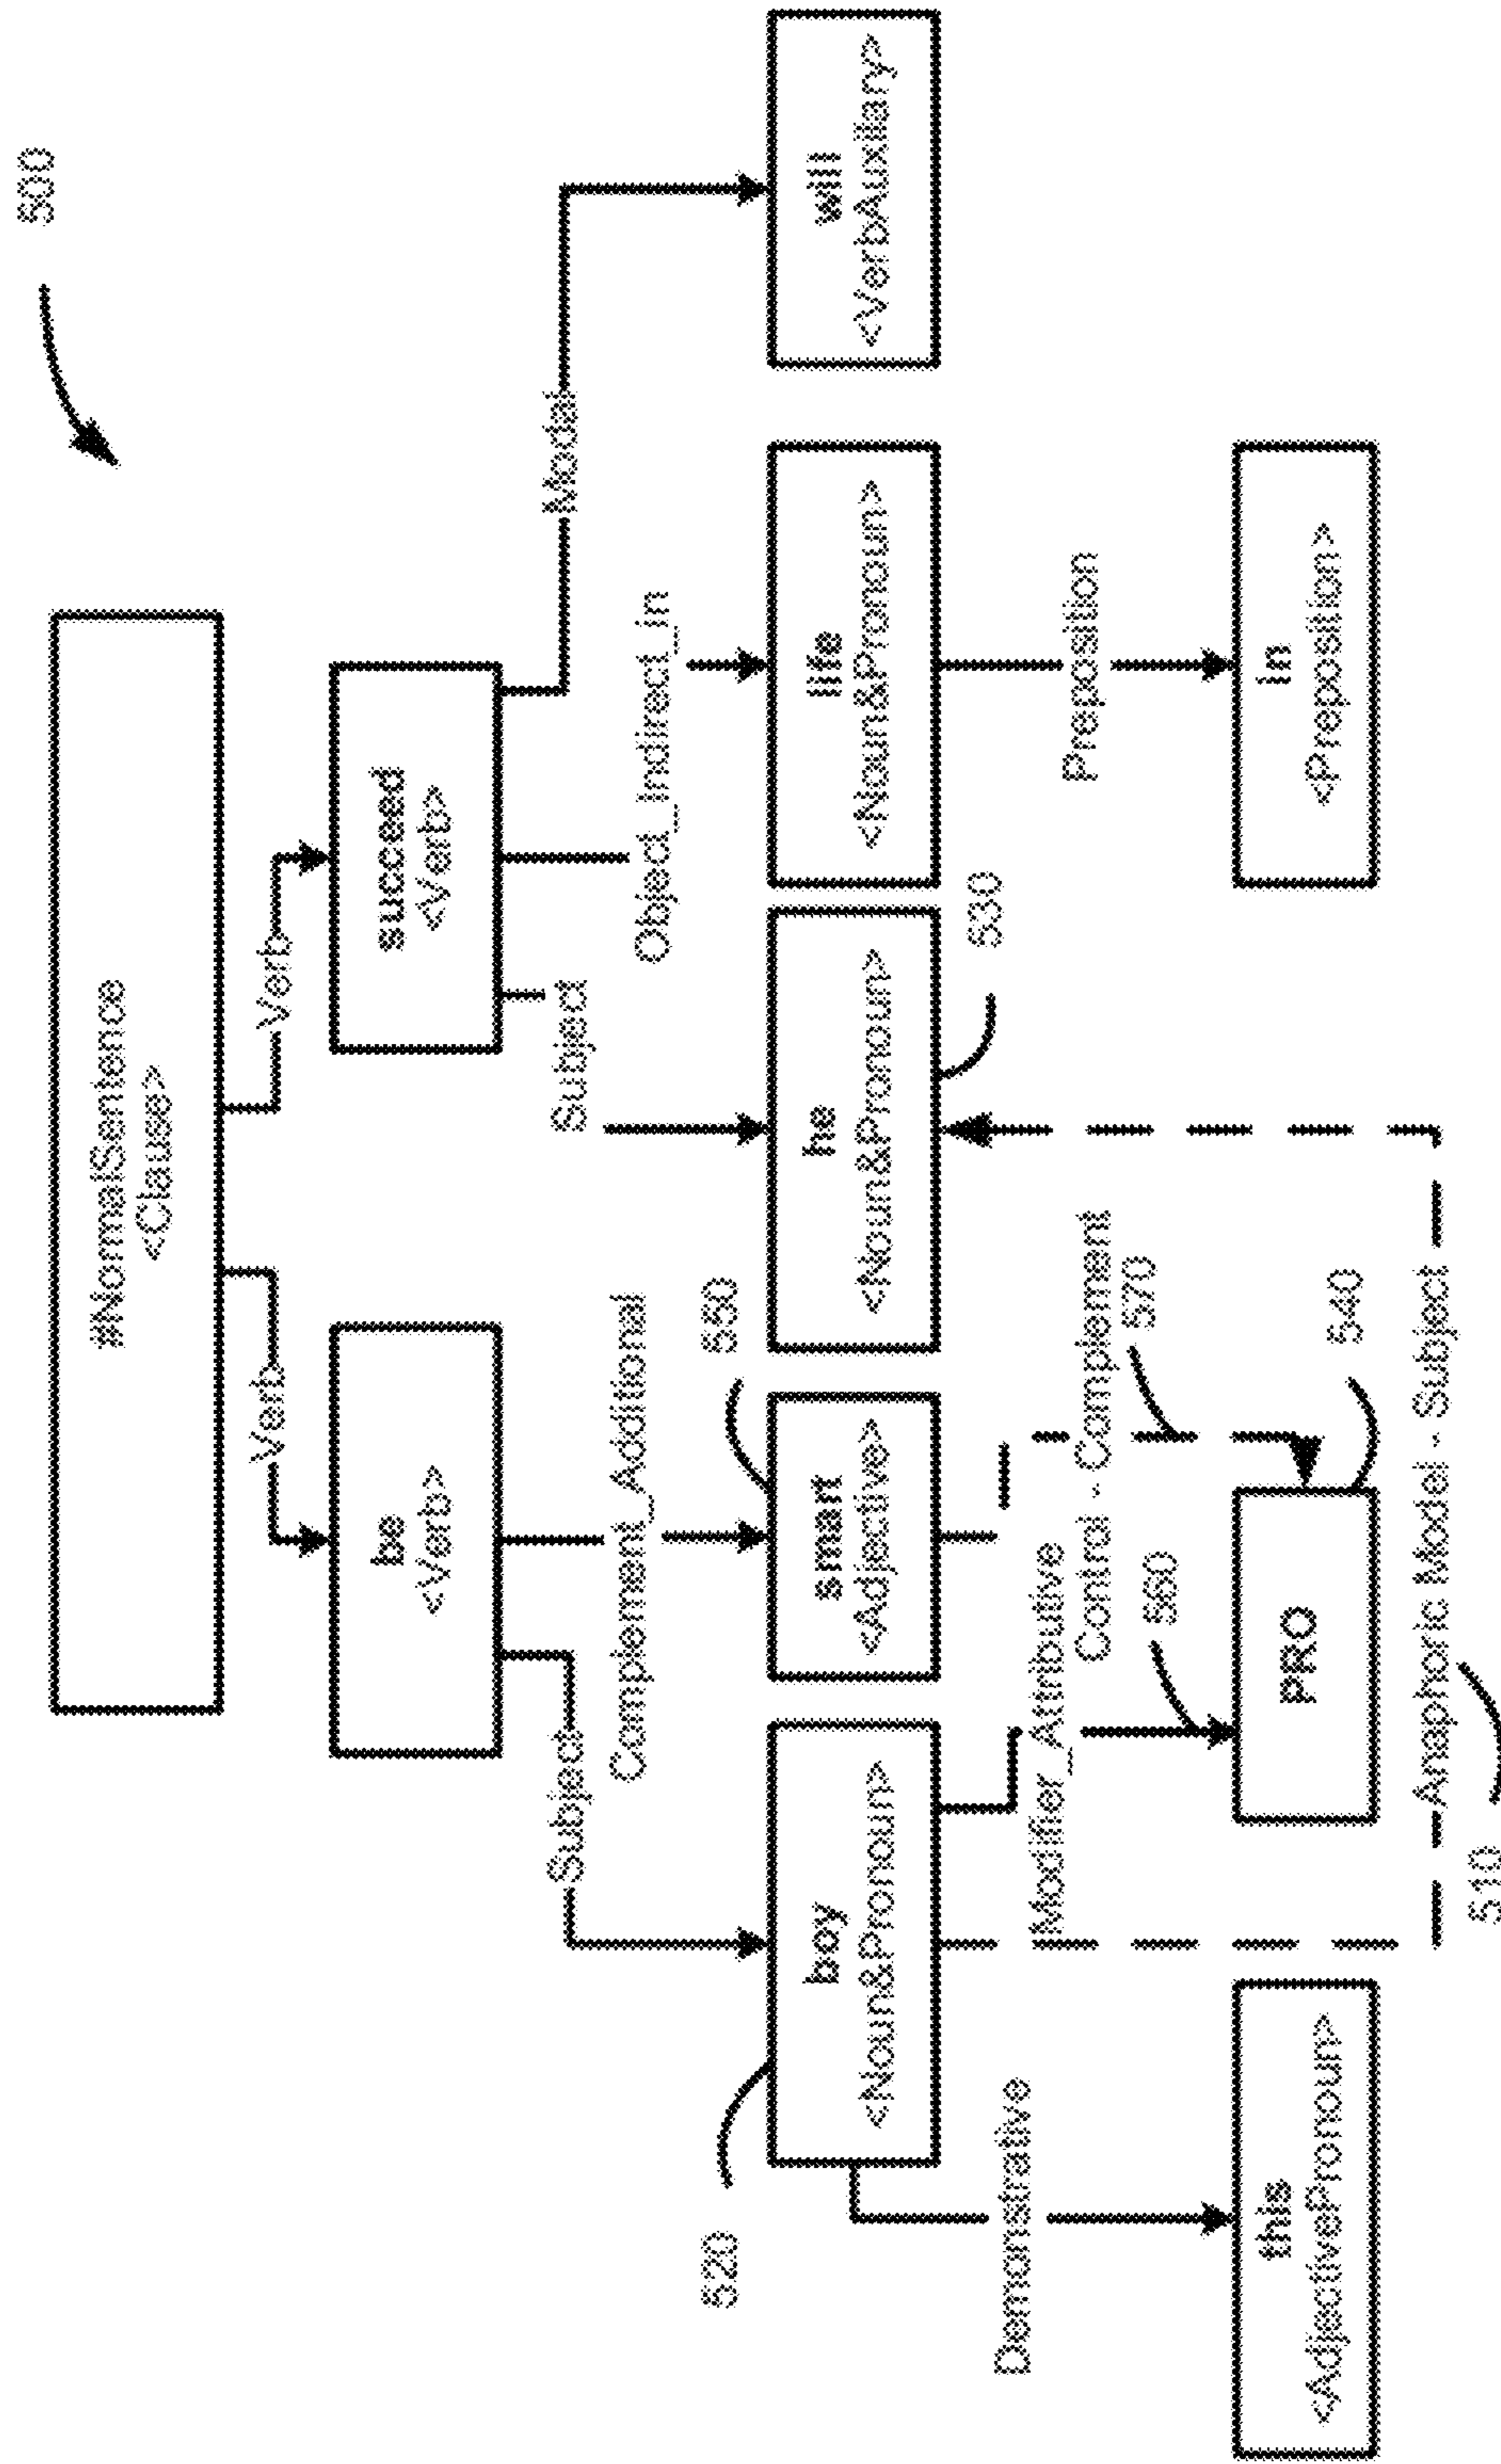 500
#NormalSentence
<Clause>
Verb
Verb
be
<Verb>
succeed
<Verb>
Subject
Complement_Additional
Subject
Object_Indirect_in
Modal
520
550
boy
<Noun&Pronoun>
smart
<Adjective>
he
<Noun&Pronoun>
life
<Noun&Pronoun>
will
<VerbAuxilary>
530
Demonstrative
Modifier_Attributive
Control - Complement
Preposition
560
570
this
<AdjectivePronoun>
PRO
540
in
<Preposition>
Anaphoric Model - Subject
510